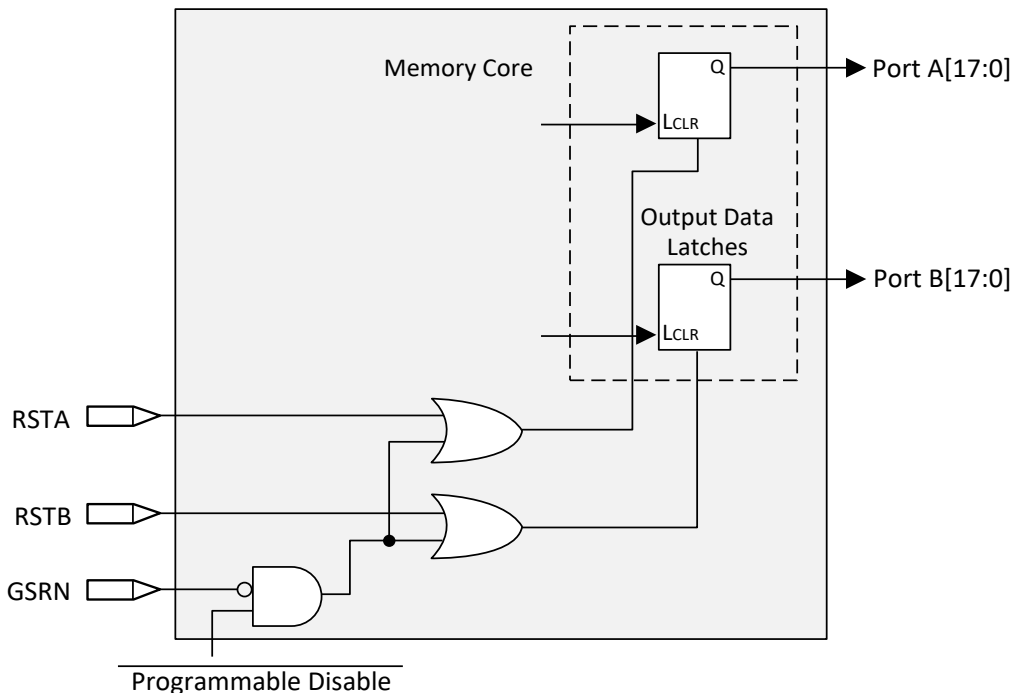 Memory Core
Q
Port A[17:0]
LCLR
Output Data
Latches
Q
Port B[17:0]
LCLR
RSTA
RSTB
GSRN
Programmable Disable